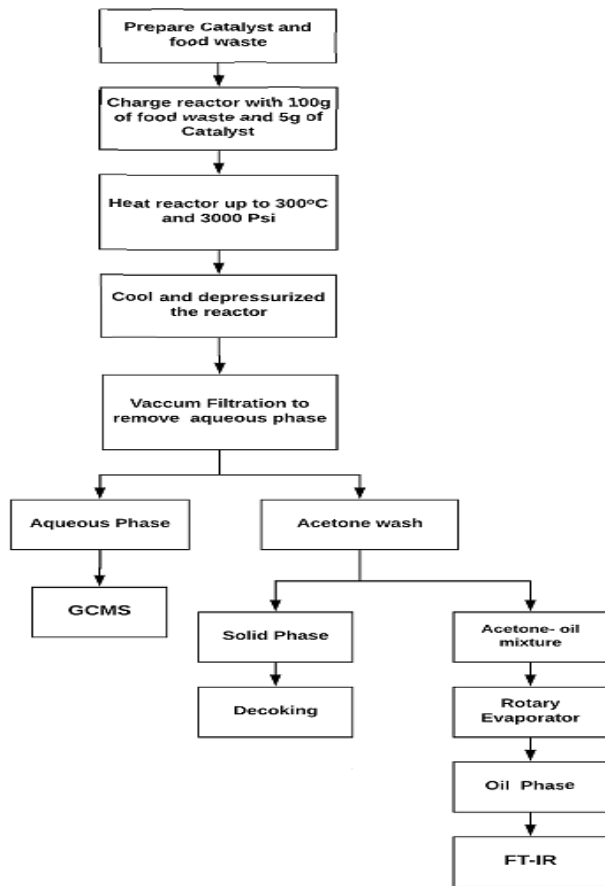 Prepare Catalyst and
food waste
Charge reactor with 100g
of food waste and 5g of
Catalyst
Heat reactor up to 300ºC
and 3000 Psi
Cool and depressurized
the reactor
Vaccum Filtration to
remove aqueous phase
Aqueous Phase
Acetone wash
GCMS
Solid Phase
Acetone- oil
mixture
Decoking
Rotary
Evaporator
Oil Phase
FT-IR